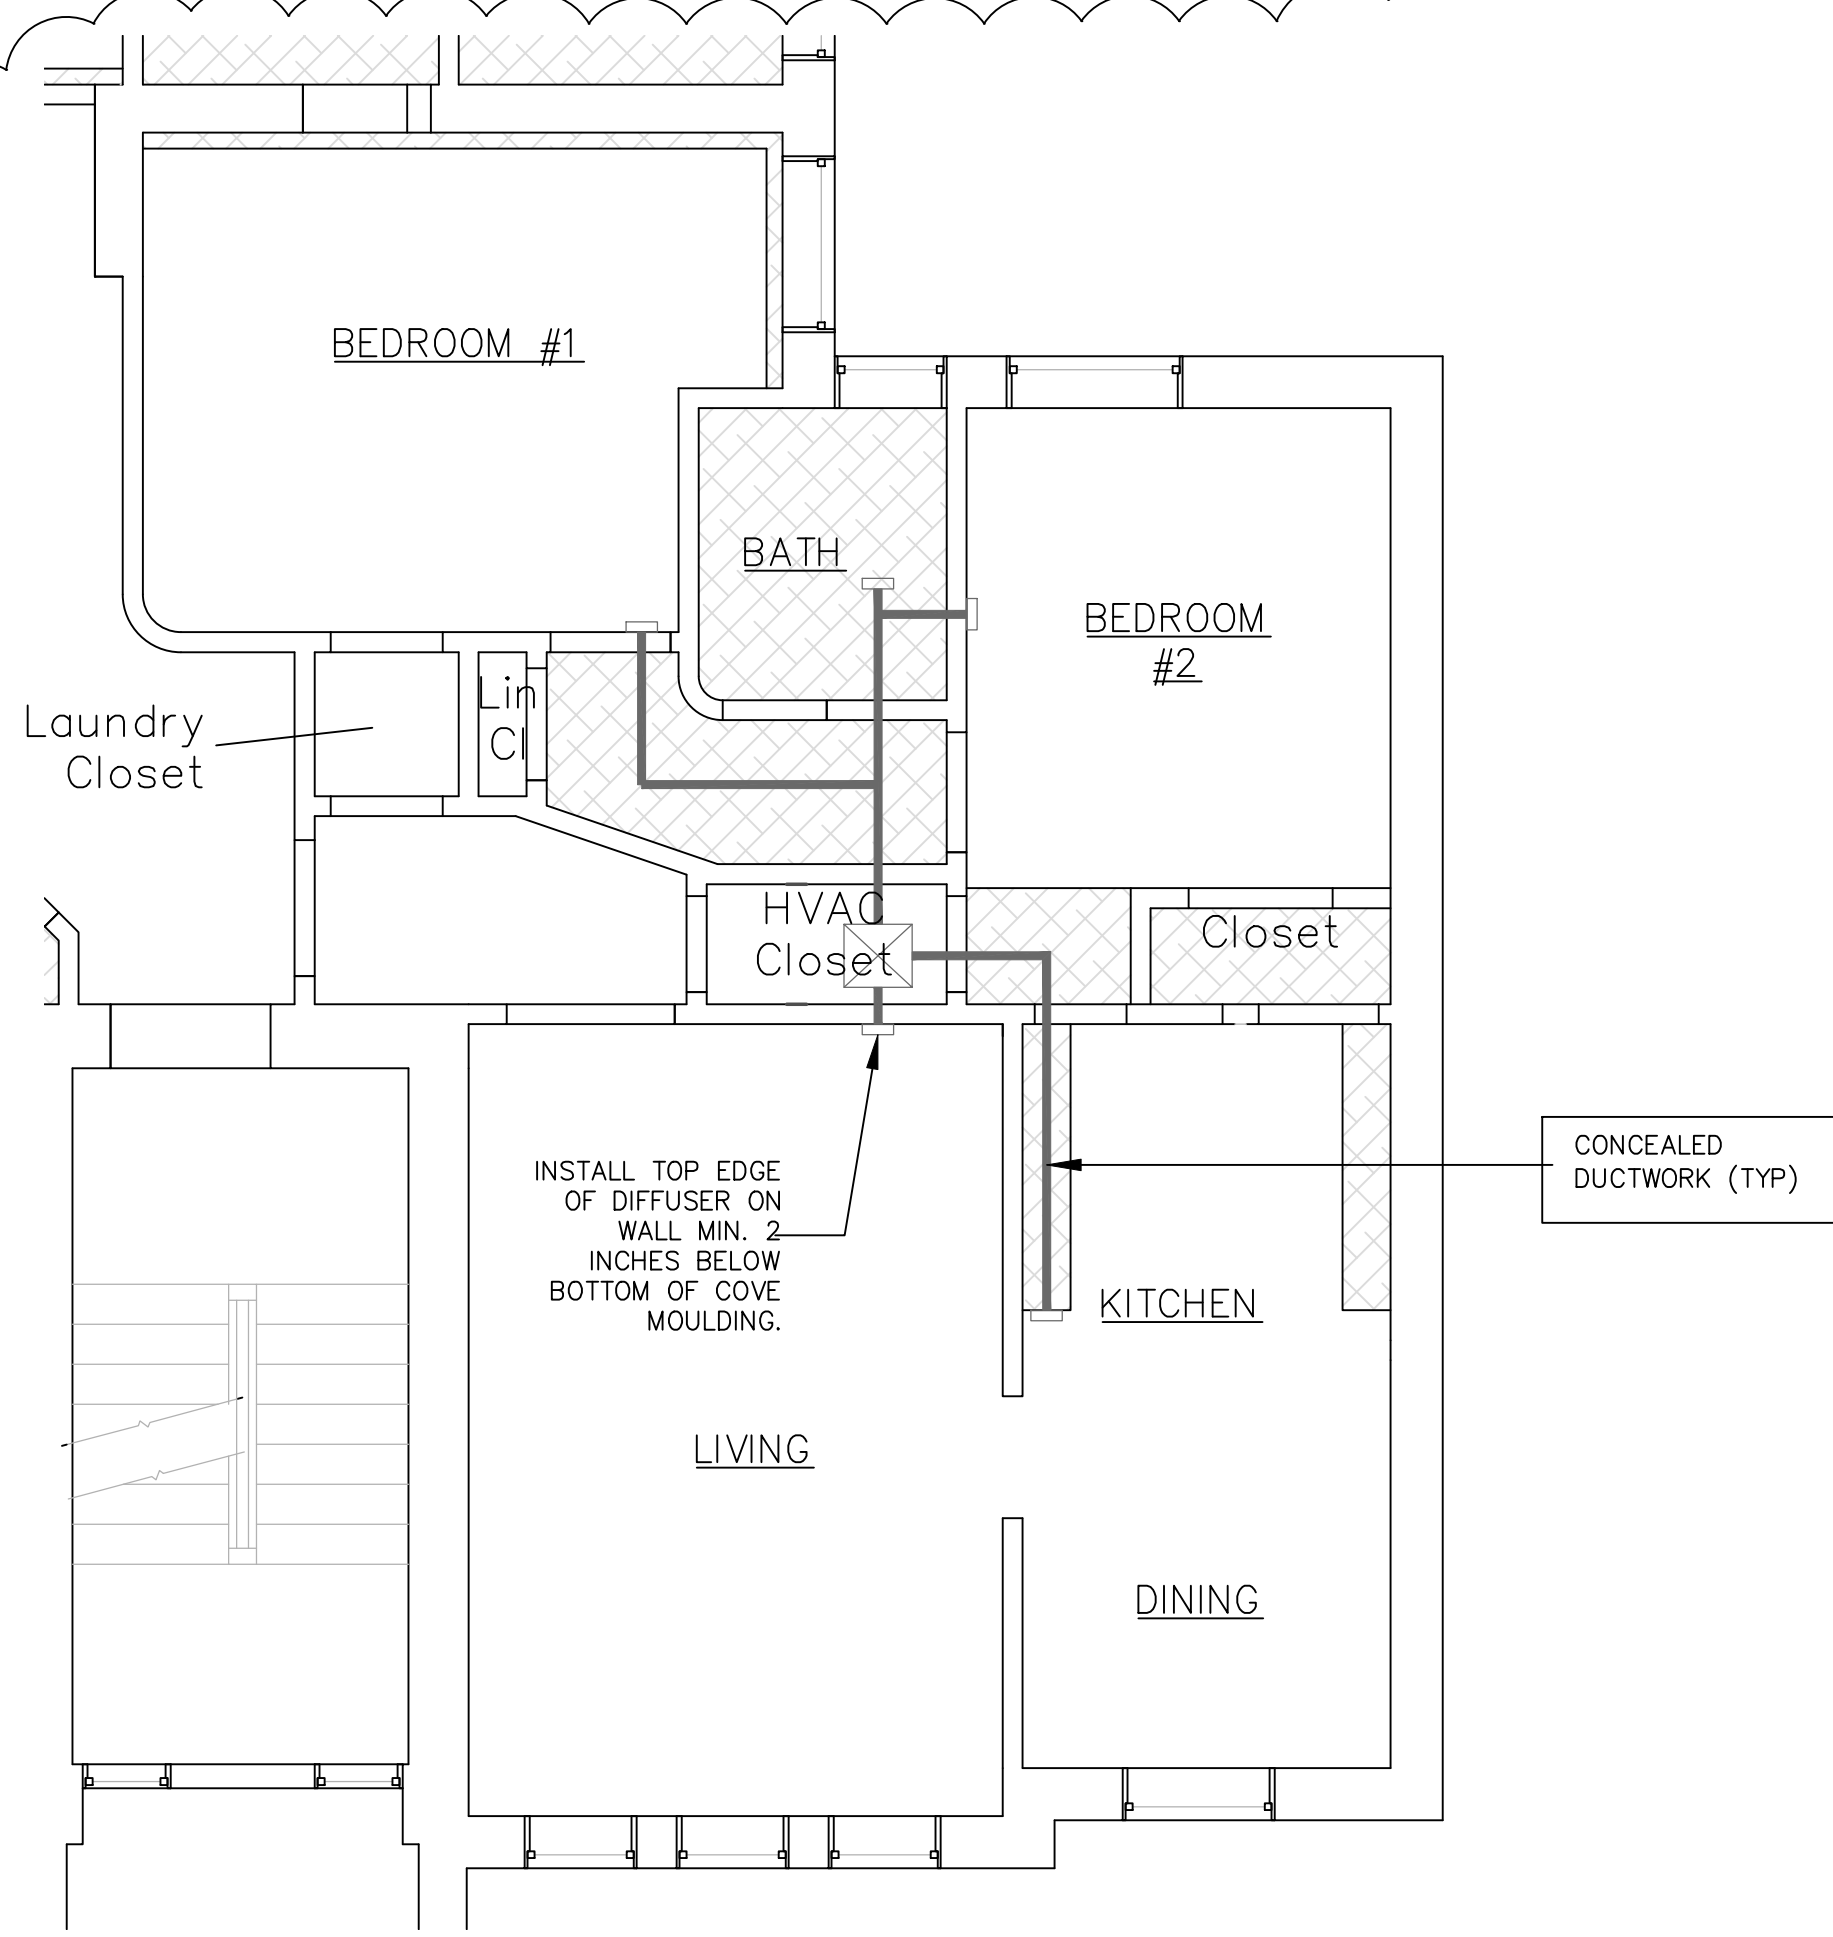 BEDROOM #1
BATH
BEDROOM
#2
Lin
Cl
Laundry
Closet
HVAC
Closet
Closet
INSTALL TOP EDGE
OF DIFFUSER ON
WALL MIN. 2
INCHES BELOW
BOTTOM OF COVE
MOULDING.
CONCEALED
DUCTWORK (TYP)
KITCHEN
LIVING
DINING